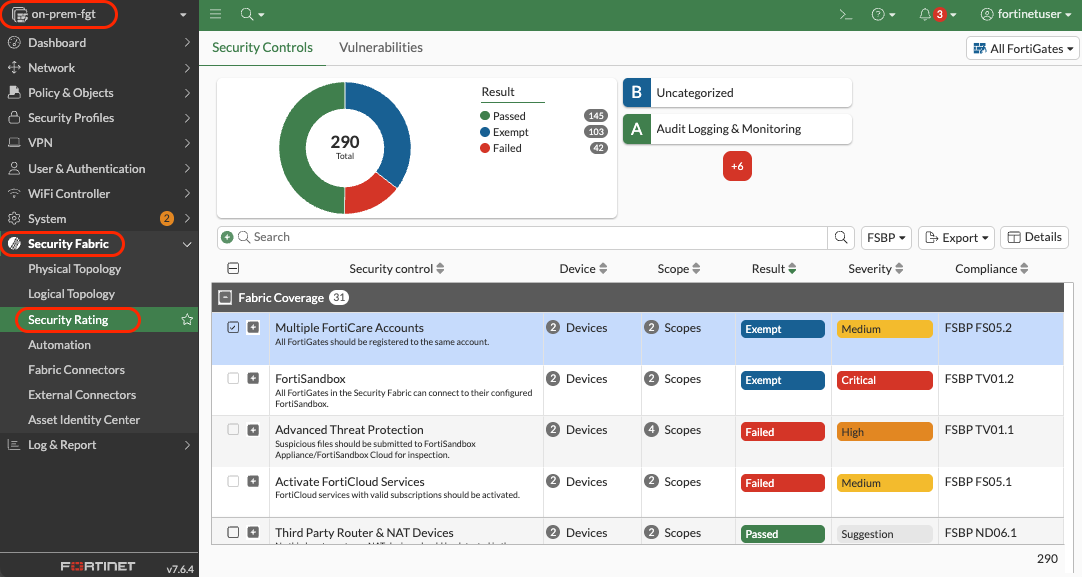 on-prem-fgt
Dashboard
Network
Policy & Objects
Security Profiles
VPN
User & Authentication
WiFi Controller
System 2
Security Fabric
Physical Topology
Logical Topology
Security Rating
Automation
Fabric Connectors
External Connectors
Asset Identity Center
Log & Report
FORTINET v7.6.4
3 fortinetuser
Security Controls Vulnerabilities
All FortiGates
290
Total
Result
Passed 145
Exempt 103
Failed 42
B Uncategorized
A Audit Logging & Monitoring
+6
Search FSBP Export Details
Security control Device Scope Result Severity Compliance
Fabric Coverage 31
Multiple FortiCare Accounts 2 Devices 2 Scopes Exempt Medium FSBP FS05.2
All FortiGates should be registered to the same account.
FortiSandbox 2 Devices 2 Scopes Exempt Critical FSBP TV01.2
All FortiGates in the Security Fabric can connect to their configured
FortiSandbox.
Advanced Threat Protection 2 Devices 4 Scopes Failed High FSBP TV01.1
Suspicious files should be submitted to FortiSandbox
Appliance/FortiSandbox Cloud for inspection.
Activate FortiCloud Services 2 Devices 2 Scopes Failed Medium FSBP FS05.1
FortiCloud services with valid subscriptions should be activated.
Third Party Router & NAT Devices 2 Devices 2 Scopes Passed Suggestion FSBP ND06.1
290